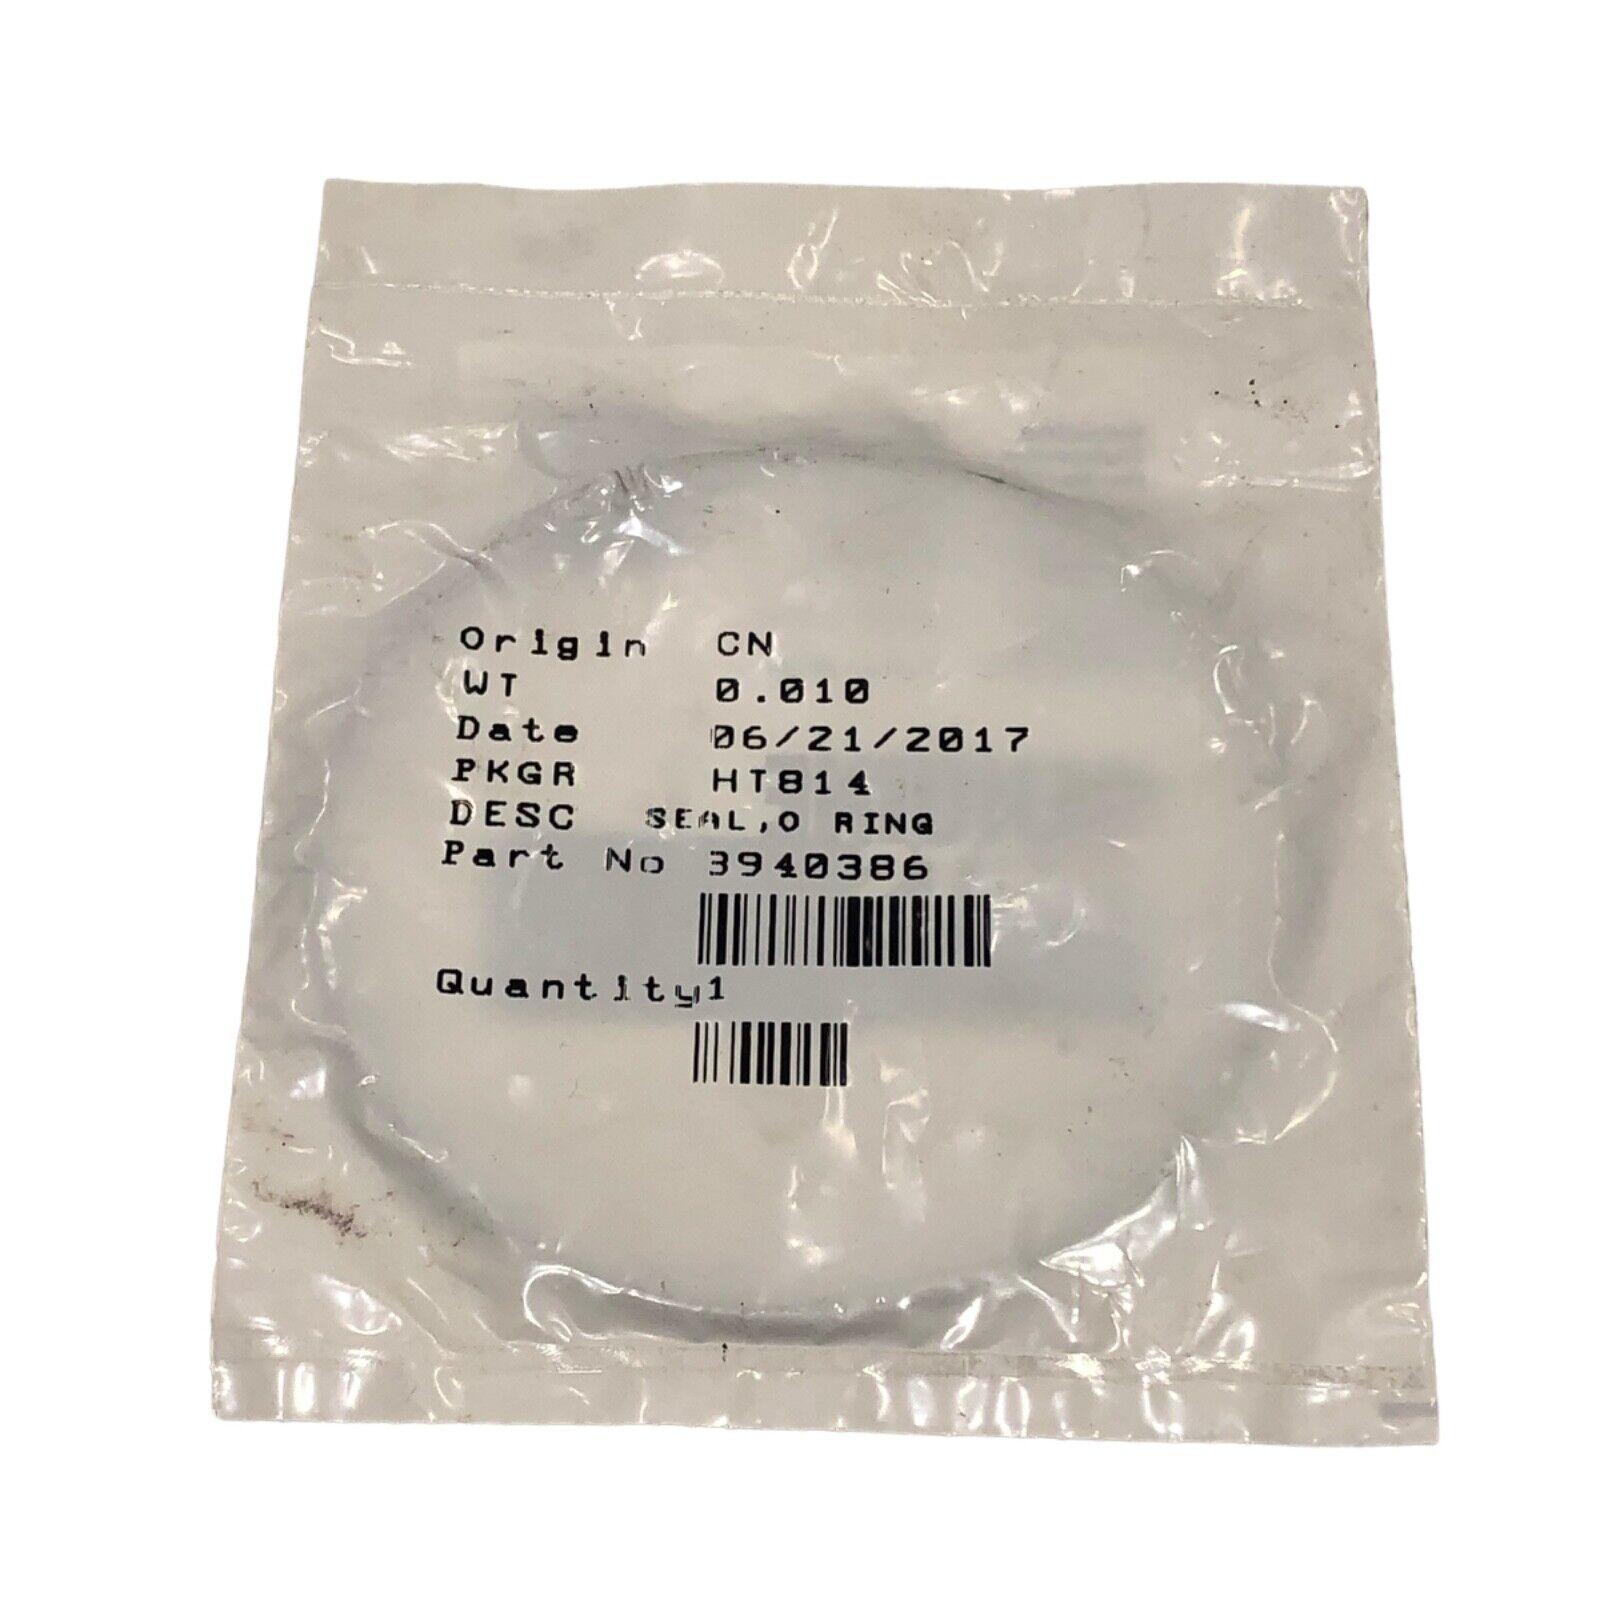 Origin CN
WT 0.010
Date 06/21/2017
PKGR HT814
DESC SEAL,O RING
Part No 3940386
Quantity1